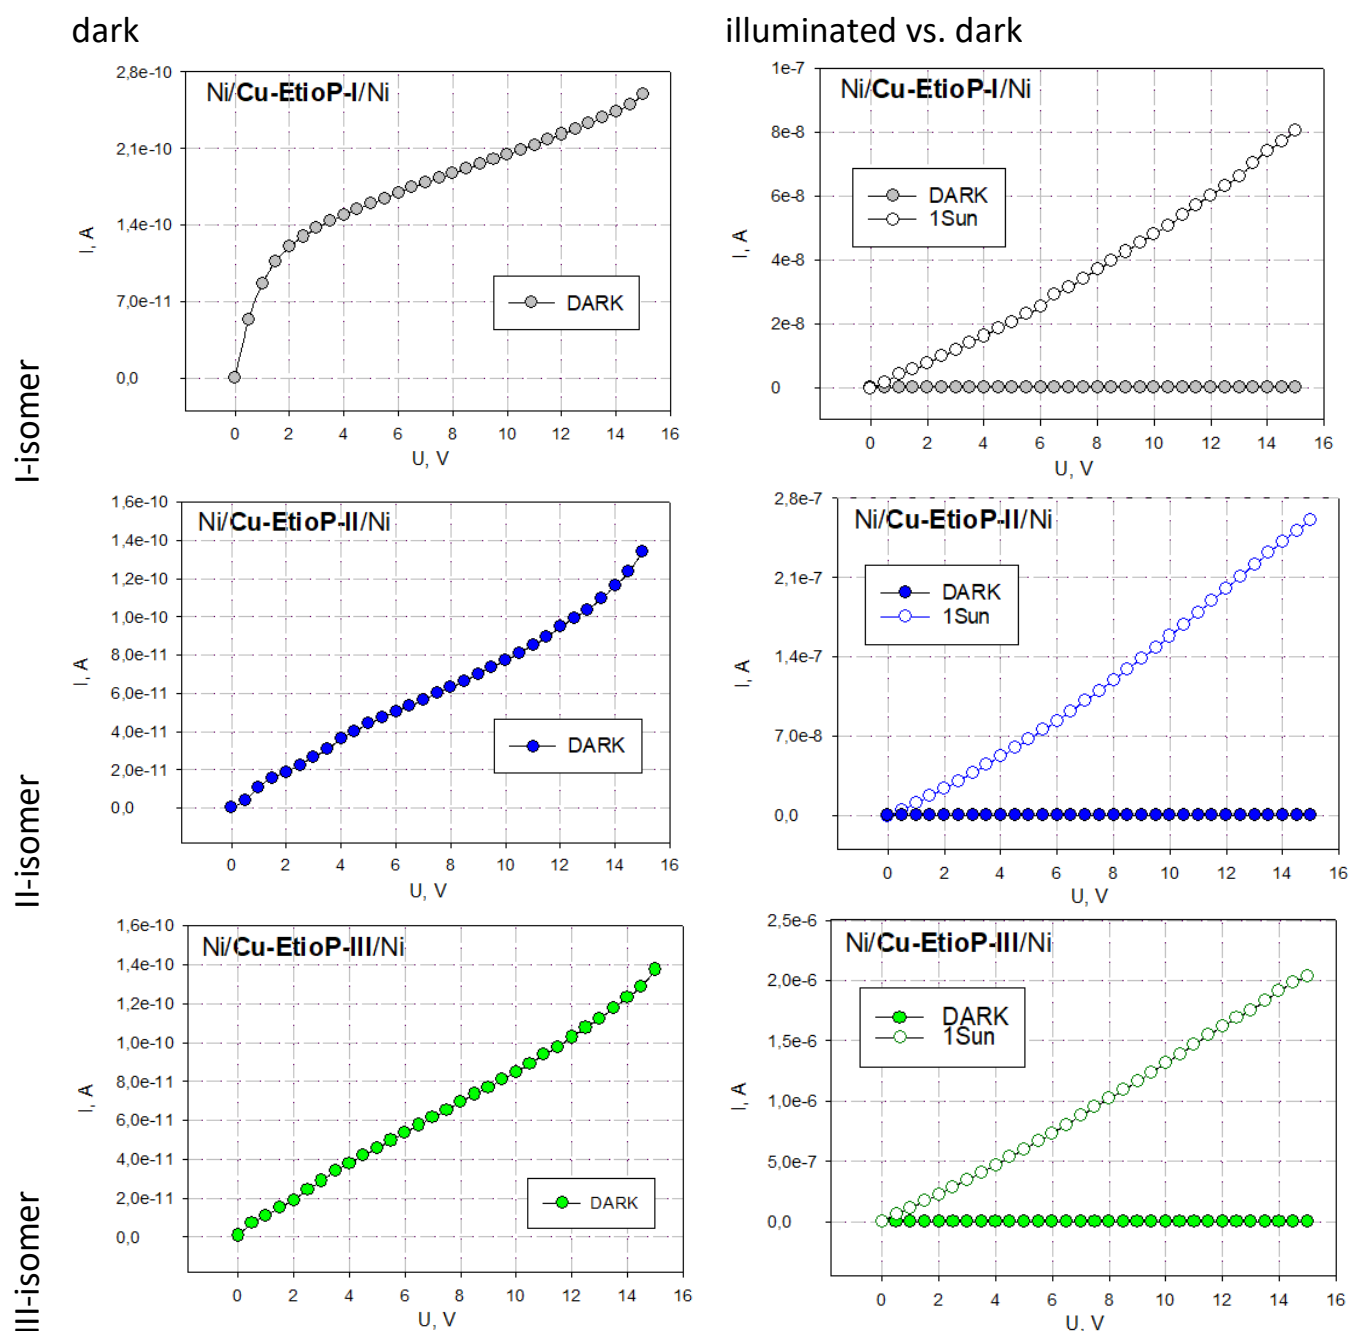 dark
illuminated vs. dark
I-isomer
Ni/Cu-EtioP-I/Ni
2,8e-10
2,1e-10
1,4e-10
7,0e-11
0,0
I, A
DARK
0 2 4 6 8 10 12 14 16
U, V
Ni/Cu-EtioP-I/Ni
1e-7
8e-8
6e-8
4e-8
2e-8
0
I, A
DARK
1Sun
0 2 4 6 8 10 12 14 16
U, V
II-isomer
Ni/Cu-EtioP-II/Ni
1,6e-10
1,4e-10
1,2e-10
1,0e-10
8,0e-11
6,0e-11
4,0e-11
2,0e-11
0,0
I, A
DARK
0 2 4 6 8 10 12 14 16
U, V
Ni/Cu-EtioP-II/Ni
2,8e-7
2,1e-7
1,4e-7
7,0e-8
0,0
I, A
DARK
1Sun
0 2 4 6 8 10 12 14 16
U, V
III-isomer
Ni/Cu-EtioP-III/Ni
1,6e-10
1,4e-10
1,2e-10
1,0e-10
8,0e-11
6,0e-11
4,0e-11
2,0e-11
0,0
I, A
DARK
0 2 4 6 8 10 12 14 16
U, V
Ni/Cu-EtioP-III/Ni
2,5e-6
2,0e-6
1,5e-6
1,0e-6
5,0e-7
0,0
I, A
DARK
1Sun
0 2 4 6 8 10 12 14 16
U, V